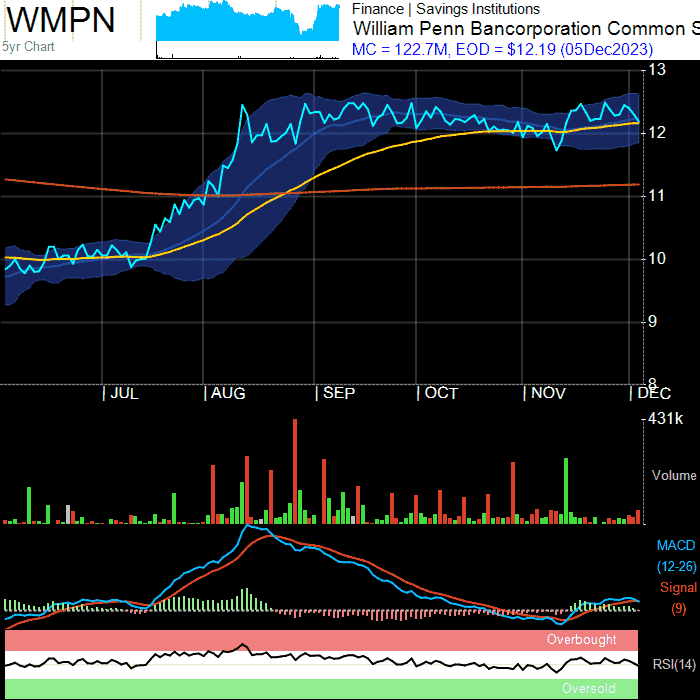 WMPN
5yr Chart
Finance | Savings Institutions
William Penn Bancorporation Common S
MC = 122.7M, EOD = $12.19 (05Dec2023)
13
12
11
10
9
8
| JUL | AUG | SEP | OCT | NOV | DEC
431k
Volume
MACD
(12-26)
Signal
(9)
Overbought
RSI(14)
Oversold